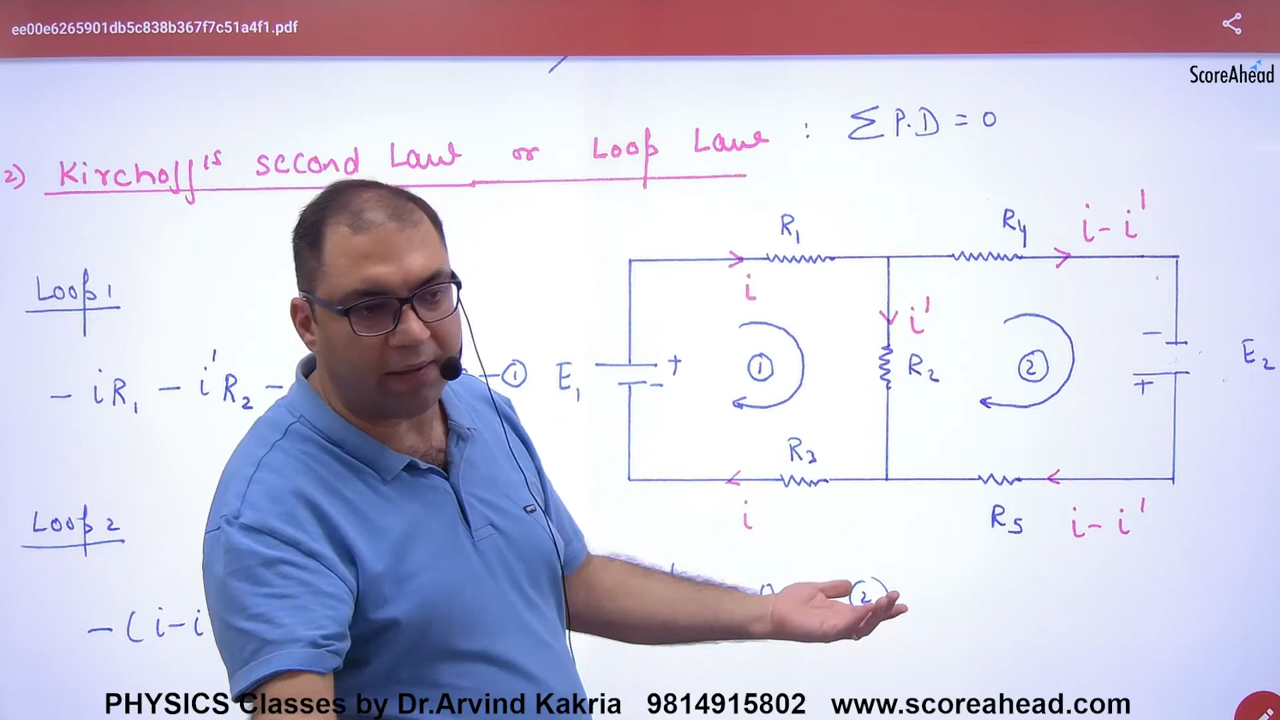 ee00e6265901db5c838b367f7c51a4f1.pdf
ScoreAhead
2) Kirchoff's second Law or Loop Law : ∑ P.D = 0
R₁
R₄
i - i'
Loop 1
i
i'
- iR₁ - i'R₂ -
①
E₁
+
-
①
R₂
②
-
+
E₂
R₃
Loop 2
i
R₅
i - i'
- ( i - i
②
PHYSICS Classes by Dr.Arvind Kakria 9814915802 www.scoreahead.com